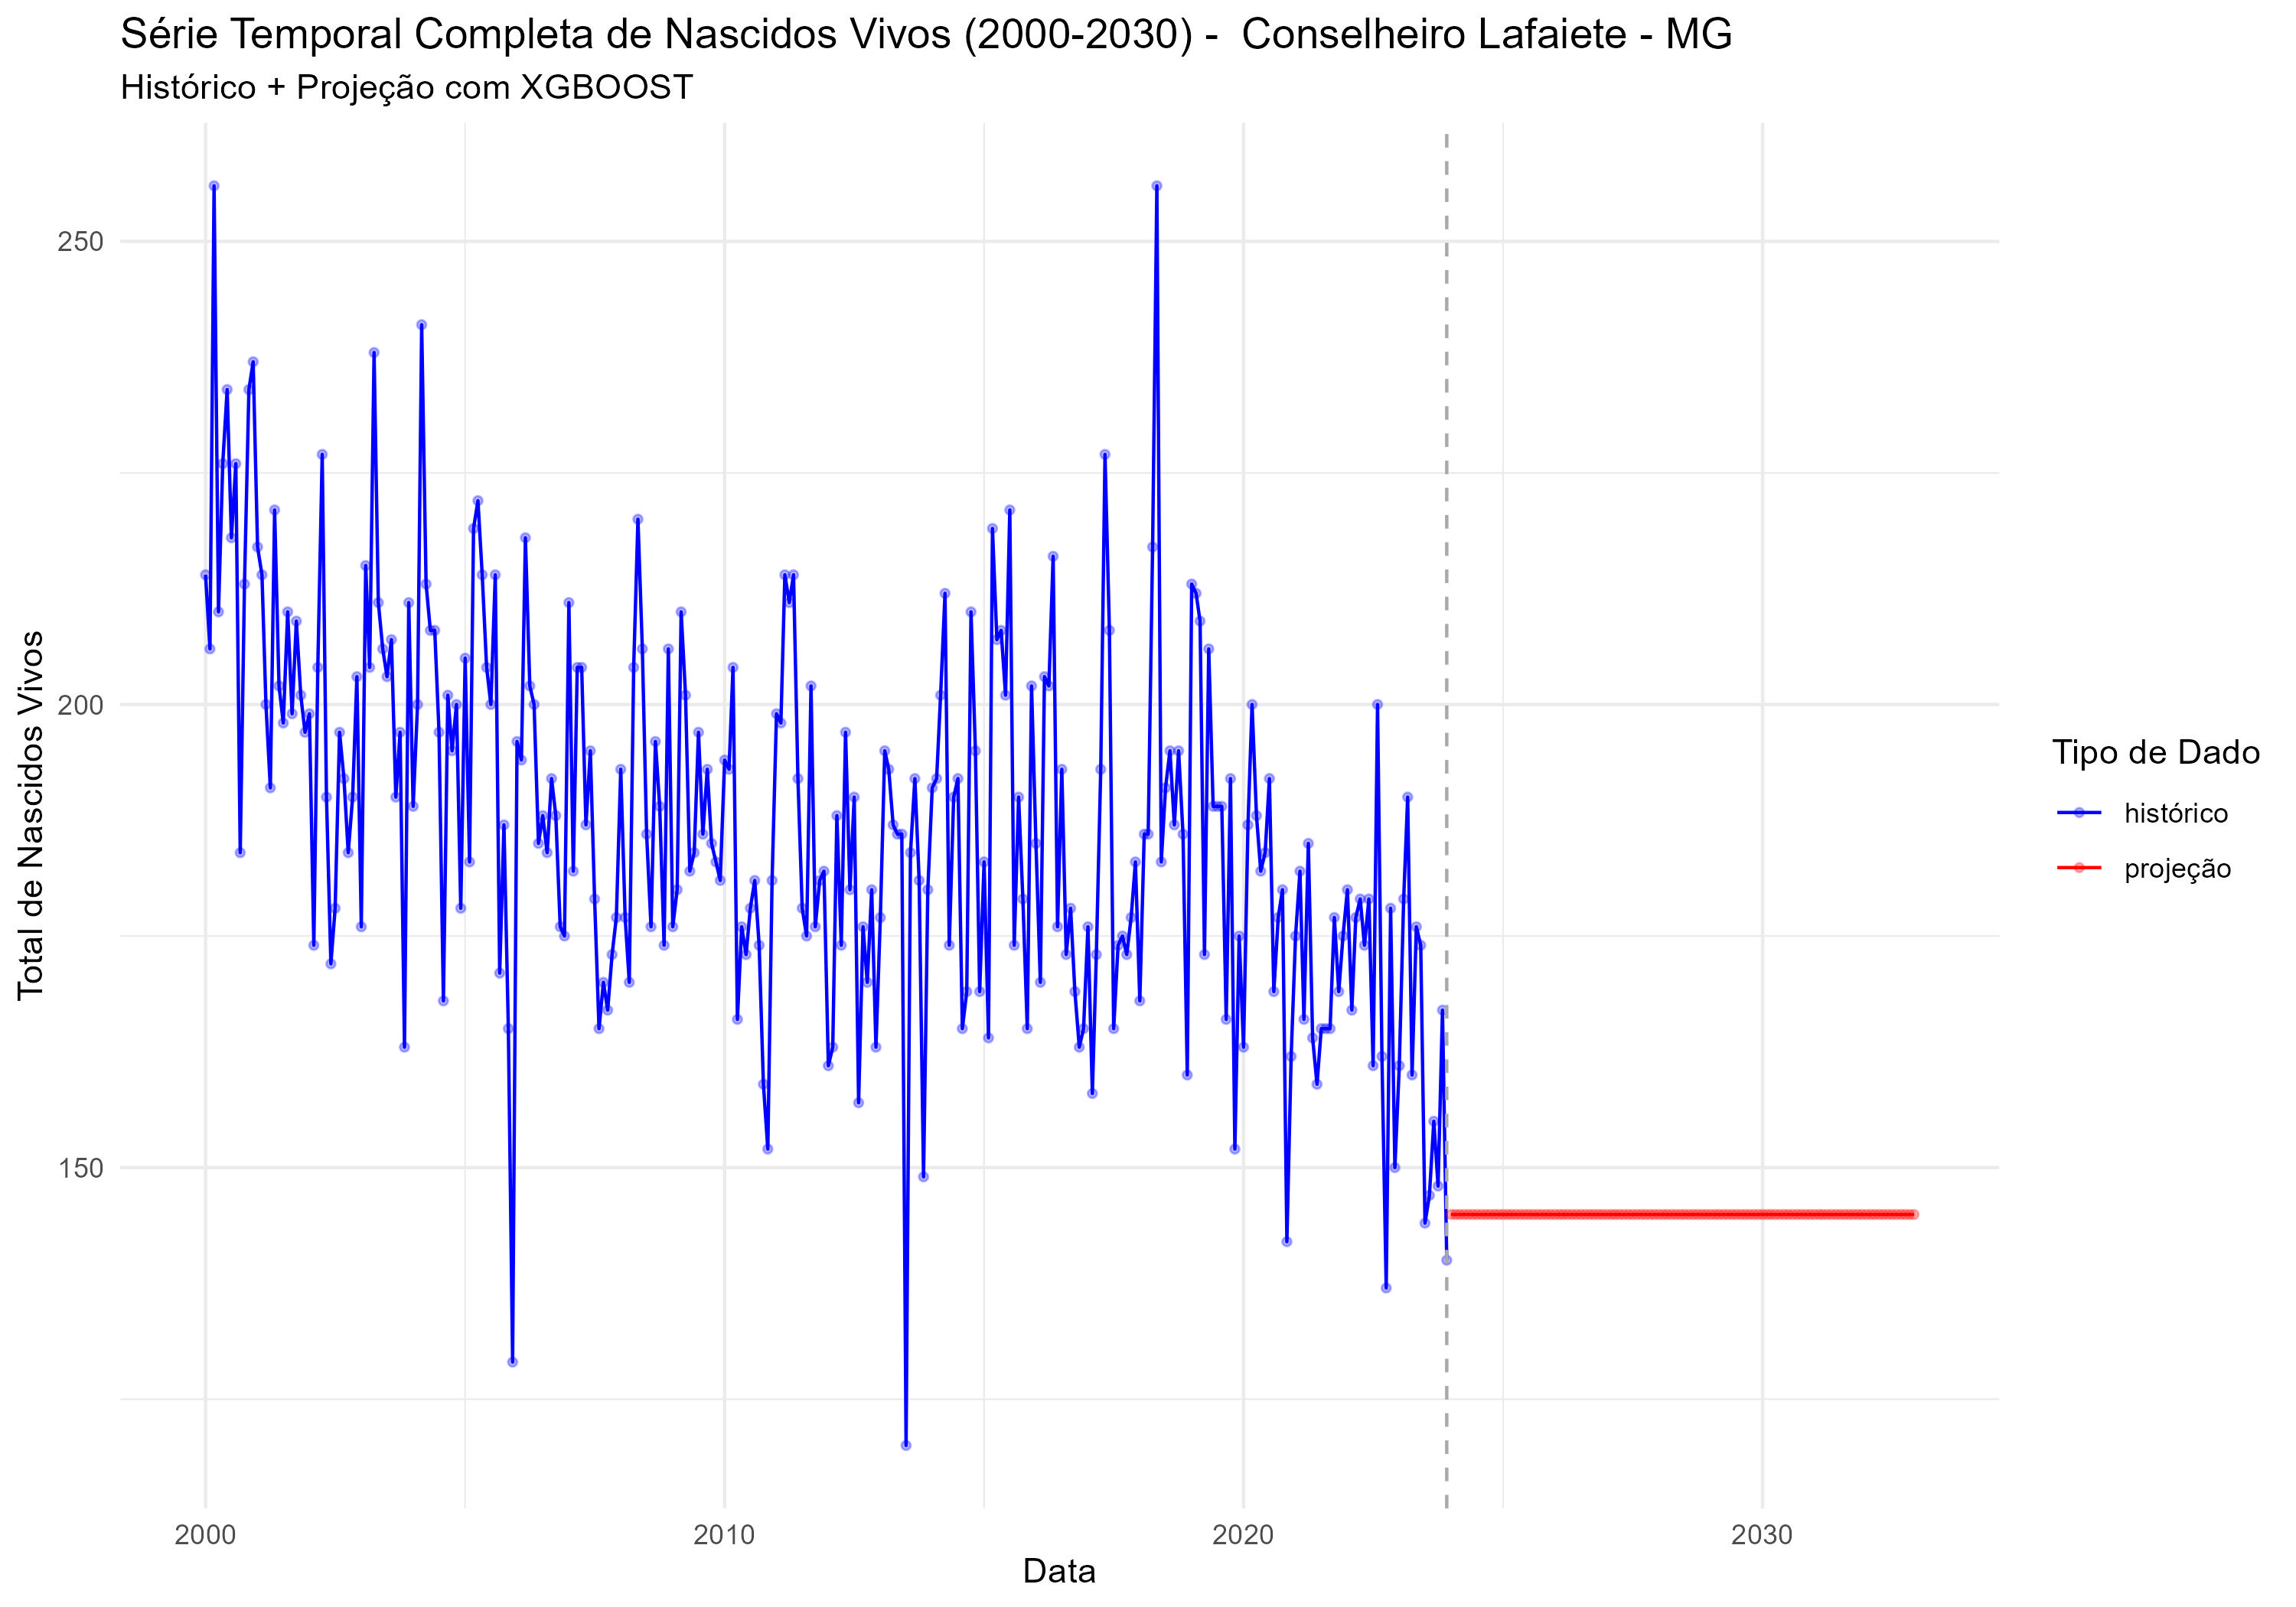 Série Temporal Completa de Nascidos Vivos (2000-2030) -  Conselheiro Lafaiete - MG
Histórico + Projeção com XGBOOST
Total de Nascidos Vivos
250
200
150
2000
2010
2020
2030
Data
Tipo de Dado
histórico
projeção